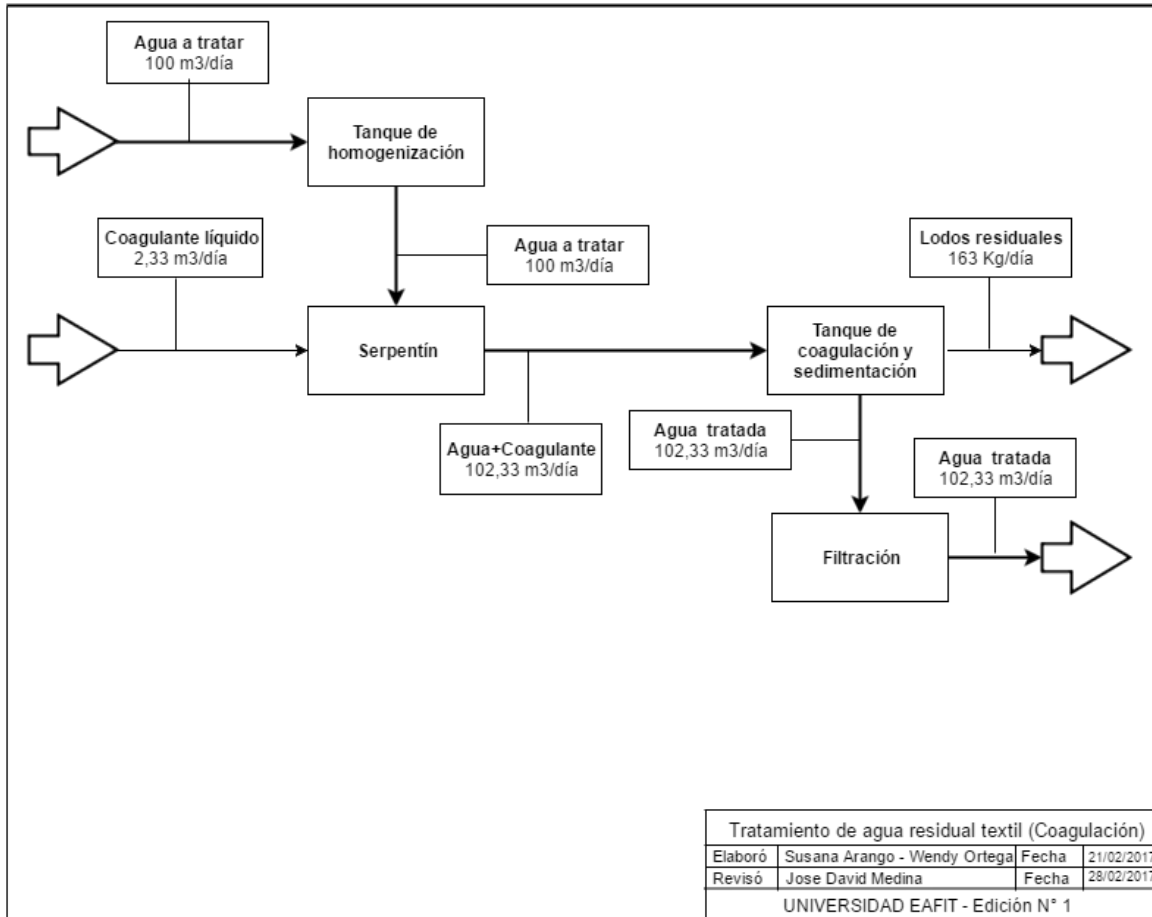 Agua a tratar
100 m3/día
Tanque de
homogenización
Coagulante líquido
2,33 m3/día
Agua a tratar
100 m3/día
Lodos residuales
163 Kg/día
Serpentín
Tanque de
coagulación y
sedimentación
Agua+Coagulante
102,33 m3/día
Agua tratada
102,33 m3/día
Agua tratada
102,33 m3/día
Filtración
Tratamiento de agua residual textil (Coagulación)
Elaboró Susana Arango - Wendy Ortega Fecha 21/02/2017
Revisó Jose David Medina Fecha 28/02/2017
UNIVERSIDAD EAFIT - Edición N° 1